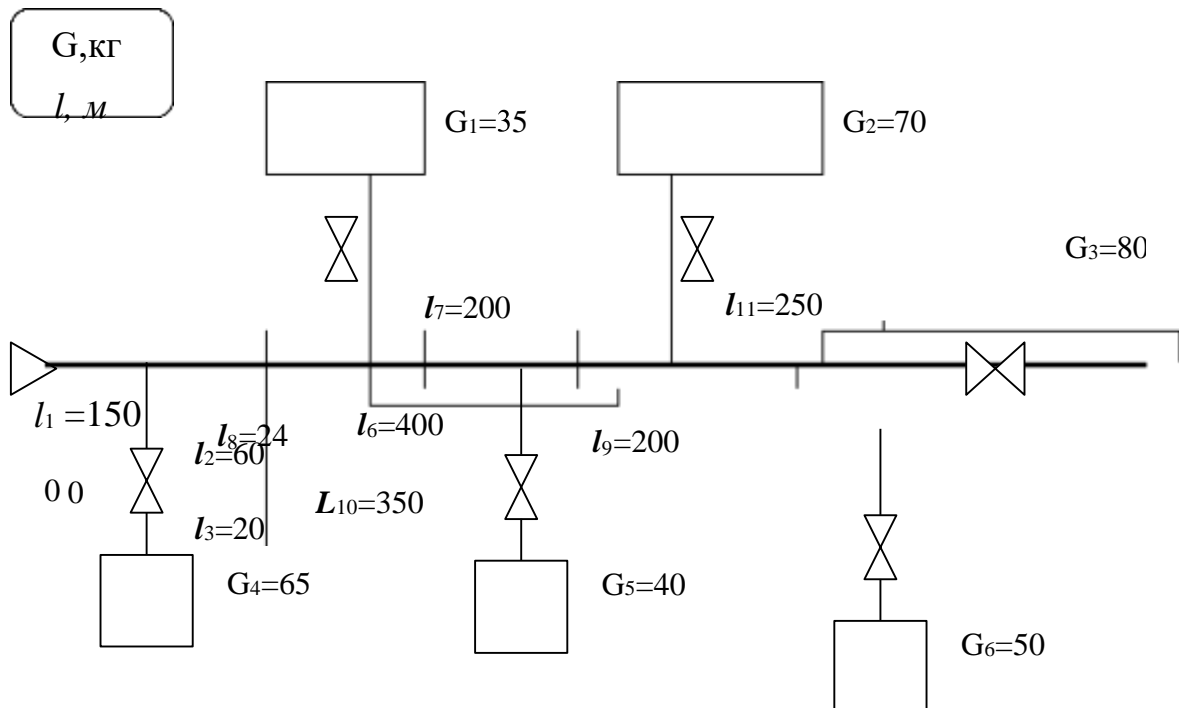 G,кг
l, м
G1=35
G2=70
G3=80
l7=200
l11=250
l1 =150
l8=24
l6=400
l9=200
l2=60
0 0
L10=350
l3=20
G4=65
G5=40
G6=50